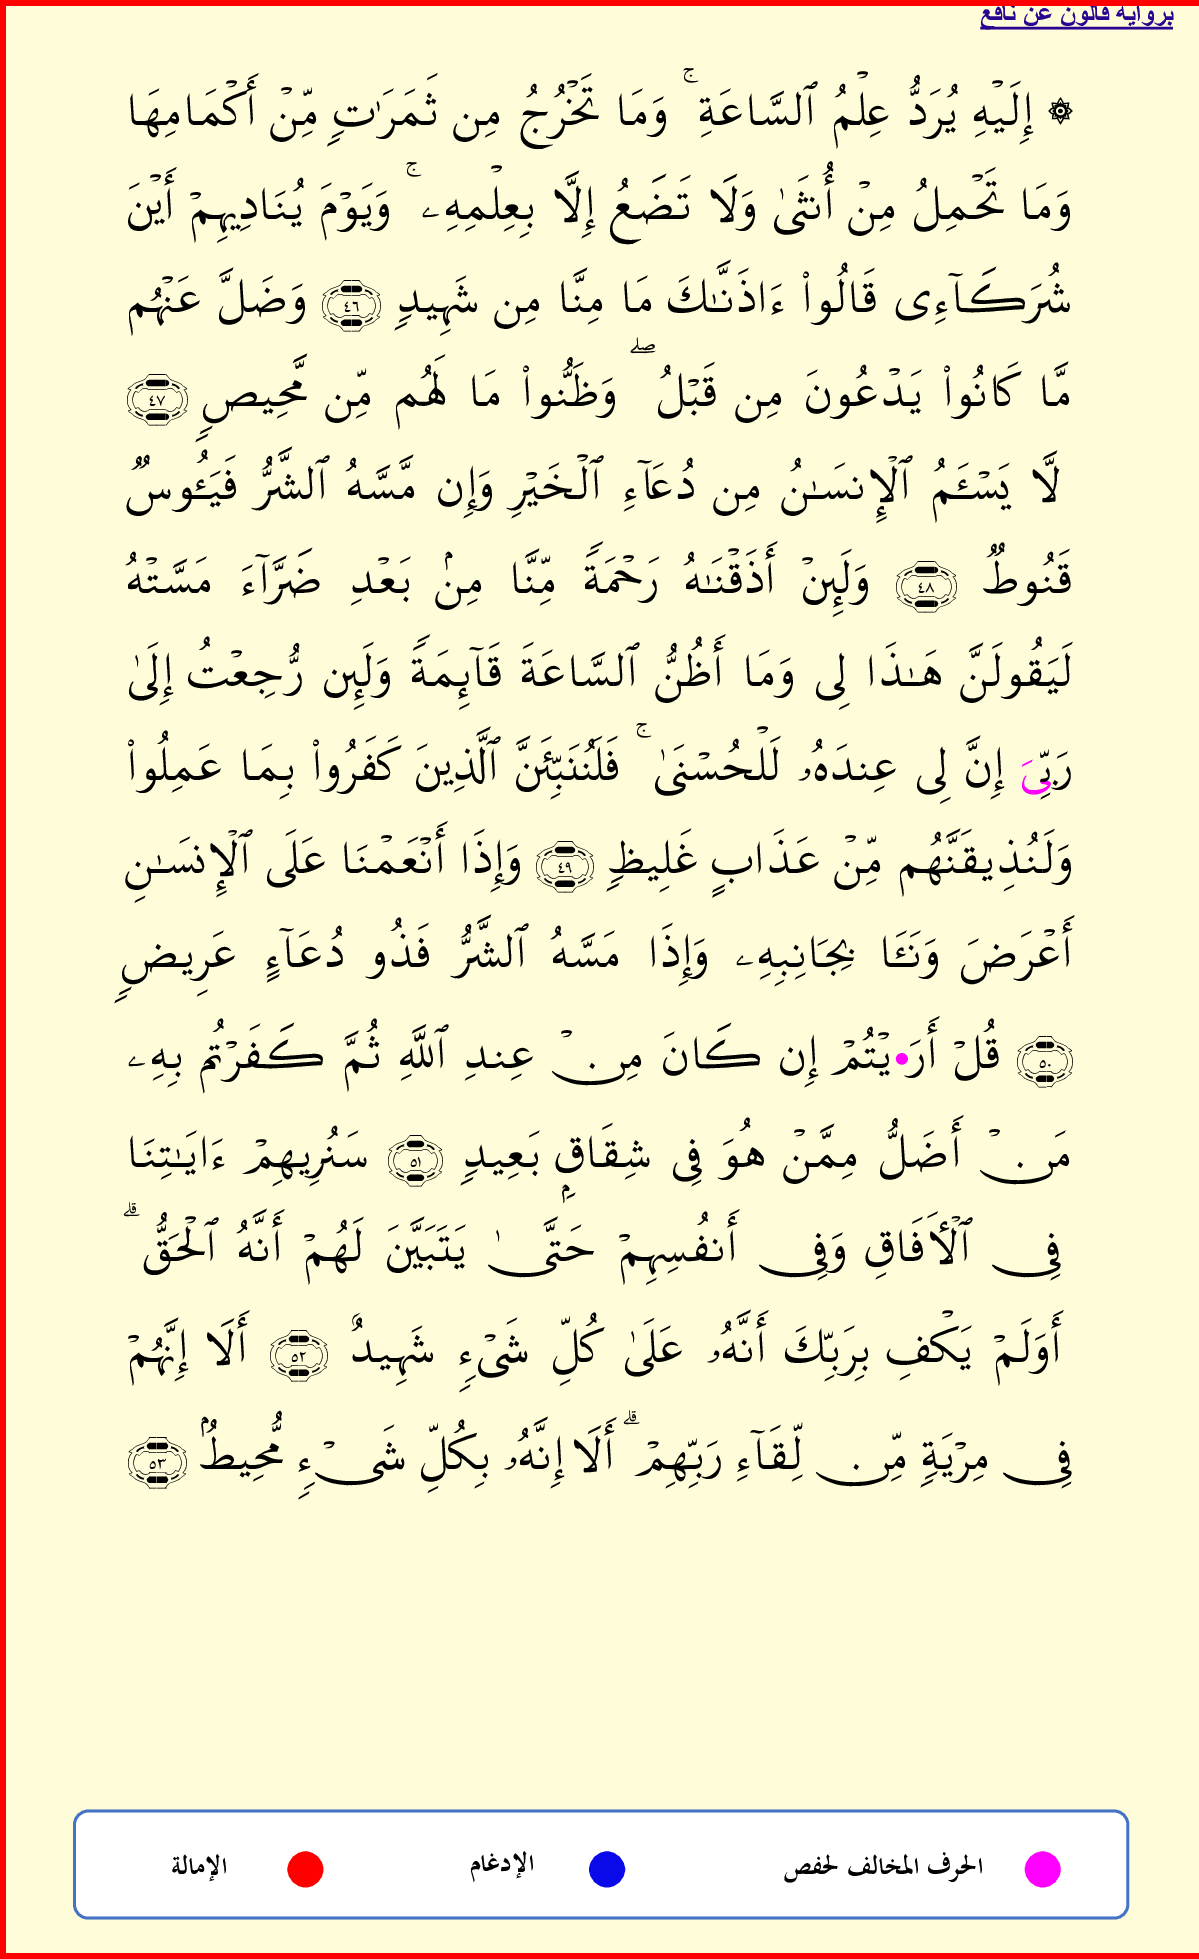 برواية قالون عن نافع
۞ إِلَيْهِ يُرَدُّ عِلْمُ ٱلسَّاعَةِۚ وَمَا تَخْرُجُ مِن ثَمَرَٰتٖ مِّنْ أَكْمَامِهَا
وَمَا تَحْمِلُ مِنْ أُنثَىٰ وَلَا تَضَعُ إِلَّا بِعِلْمِهِۦۚ وَيَوْمَ يُنَادِيهِمْ أَيْنَ
شُرَكَآءِى قَالُوا۟ ءَاذَنَّـٰكَ مَا مِنَّا مِن شَهِيدٖ ٤٦ وَضَلَّ عَنْهُم
مَّا كَانُوا۟ يَدْعُونَ مِن قَبْلُۖ وَظَنُّوا۟ مَا لَهُم مِّن مَّحِيصٖ ٤٧
لَّا يَسْـَٔمُ ٱلْإِنسَـٰنُ مِن دُعَآءِ ٱلْخَيْرِ وَإِن مَّسَّهُ ٱلشَّرُّ فَيَـُٔوسٌ
قَنُوطٌ ٤٨ وَلَئِنْ أَذَقْنَـٰهُ رَحْمَةً مِّنَّا مِنۢ بَعْدِ ضَرَّآءَ مَسَّتْهُ
لَيَقُولَنَّ هَـٰذَا لِى وَمَا أَظُنُّ ٱلسَّاعَةَ قَآئِمَةً وَلَئِن رُّجِعْتُ إِلَىٰ
رَبِّىَ إِنَّ لِى عِندَهُۥ لَلْحُسْنَىٰۚ فَلَنُنَبِّئَنَّ ٱلَّذِينَ كَفَرُوا۟ بِمَا عَمِلُوا۟
وَلَنُذِيقَنَّهُم مِّنْ عَذَابٍ غَلِيظٖ ٤٩ وَإِذَا أَنْعَمْنَا عَلَى ٱلْإِنسَـٰنِ
أَعْرَضَ وَنَـَٔا بِجَانِبِهِۦ وَإِذَا مَسَّهُ ٱلشَّرُّ فَذُو دُعَآءٍ عَرِيضٖ
٥٠ قُلْ أَرَ•يْتُمْ إِن كَانَ مِنْ عِندِ ٱللَّهِ ثُمَّ كَفَرْتُم بِهِۦ
مَنْ أَضَلُّ مِمَّنْ هُوَ فِى شِقَاقٍۭ بَعِيدٖ ٥١ سَنُرِيهِمْ ءَايَـٰتِنَا
فِى ٱلْأٓفَاقِ وَفِى أَنفُسِهِمْ حَتَّىٰ يَتَبَيَّنَ لَهُمْ أَنَّهُ ٱلْحَقُّۗ
أَوَلَمْ يَكْفِ بِرَبِّكَ أَنَّهُۥ عَلَىٰ كُلِّ شَىْءٖ شَهِيدٌ ٥٢ أَلَا إِنَّهُمْ
فِى مِرْيَةٖ مِّن لِّقَآءِ رَبِّهِمْۗ أَلَا إِنَّهُۥ بِكُلِّ شَىْءٖ مُّحِيطُۢ ٥٣
الحرف المخالف لحفص الإدغام الإمالة